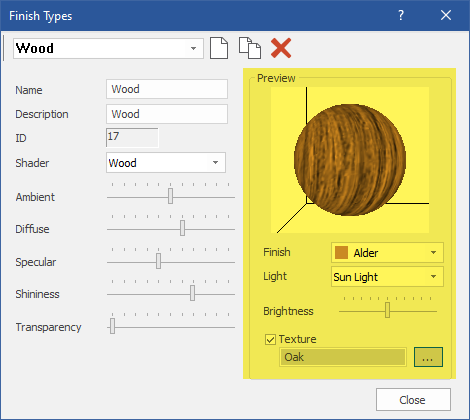 Finish Types
?
Wood
Name Wood
Description Wood
ID 17
Shader Wood
Ambient
Diffuse
Specular
Shininess
Transparency
Preview
Finish Alder
Light Sun Light
Brightness
Texture
Oak ...
Close